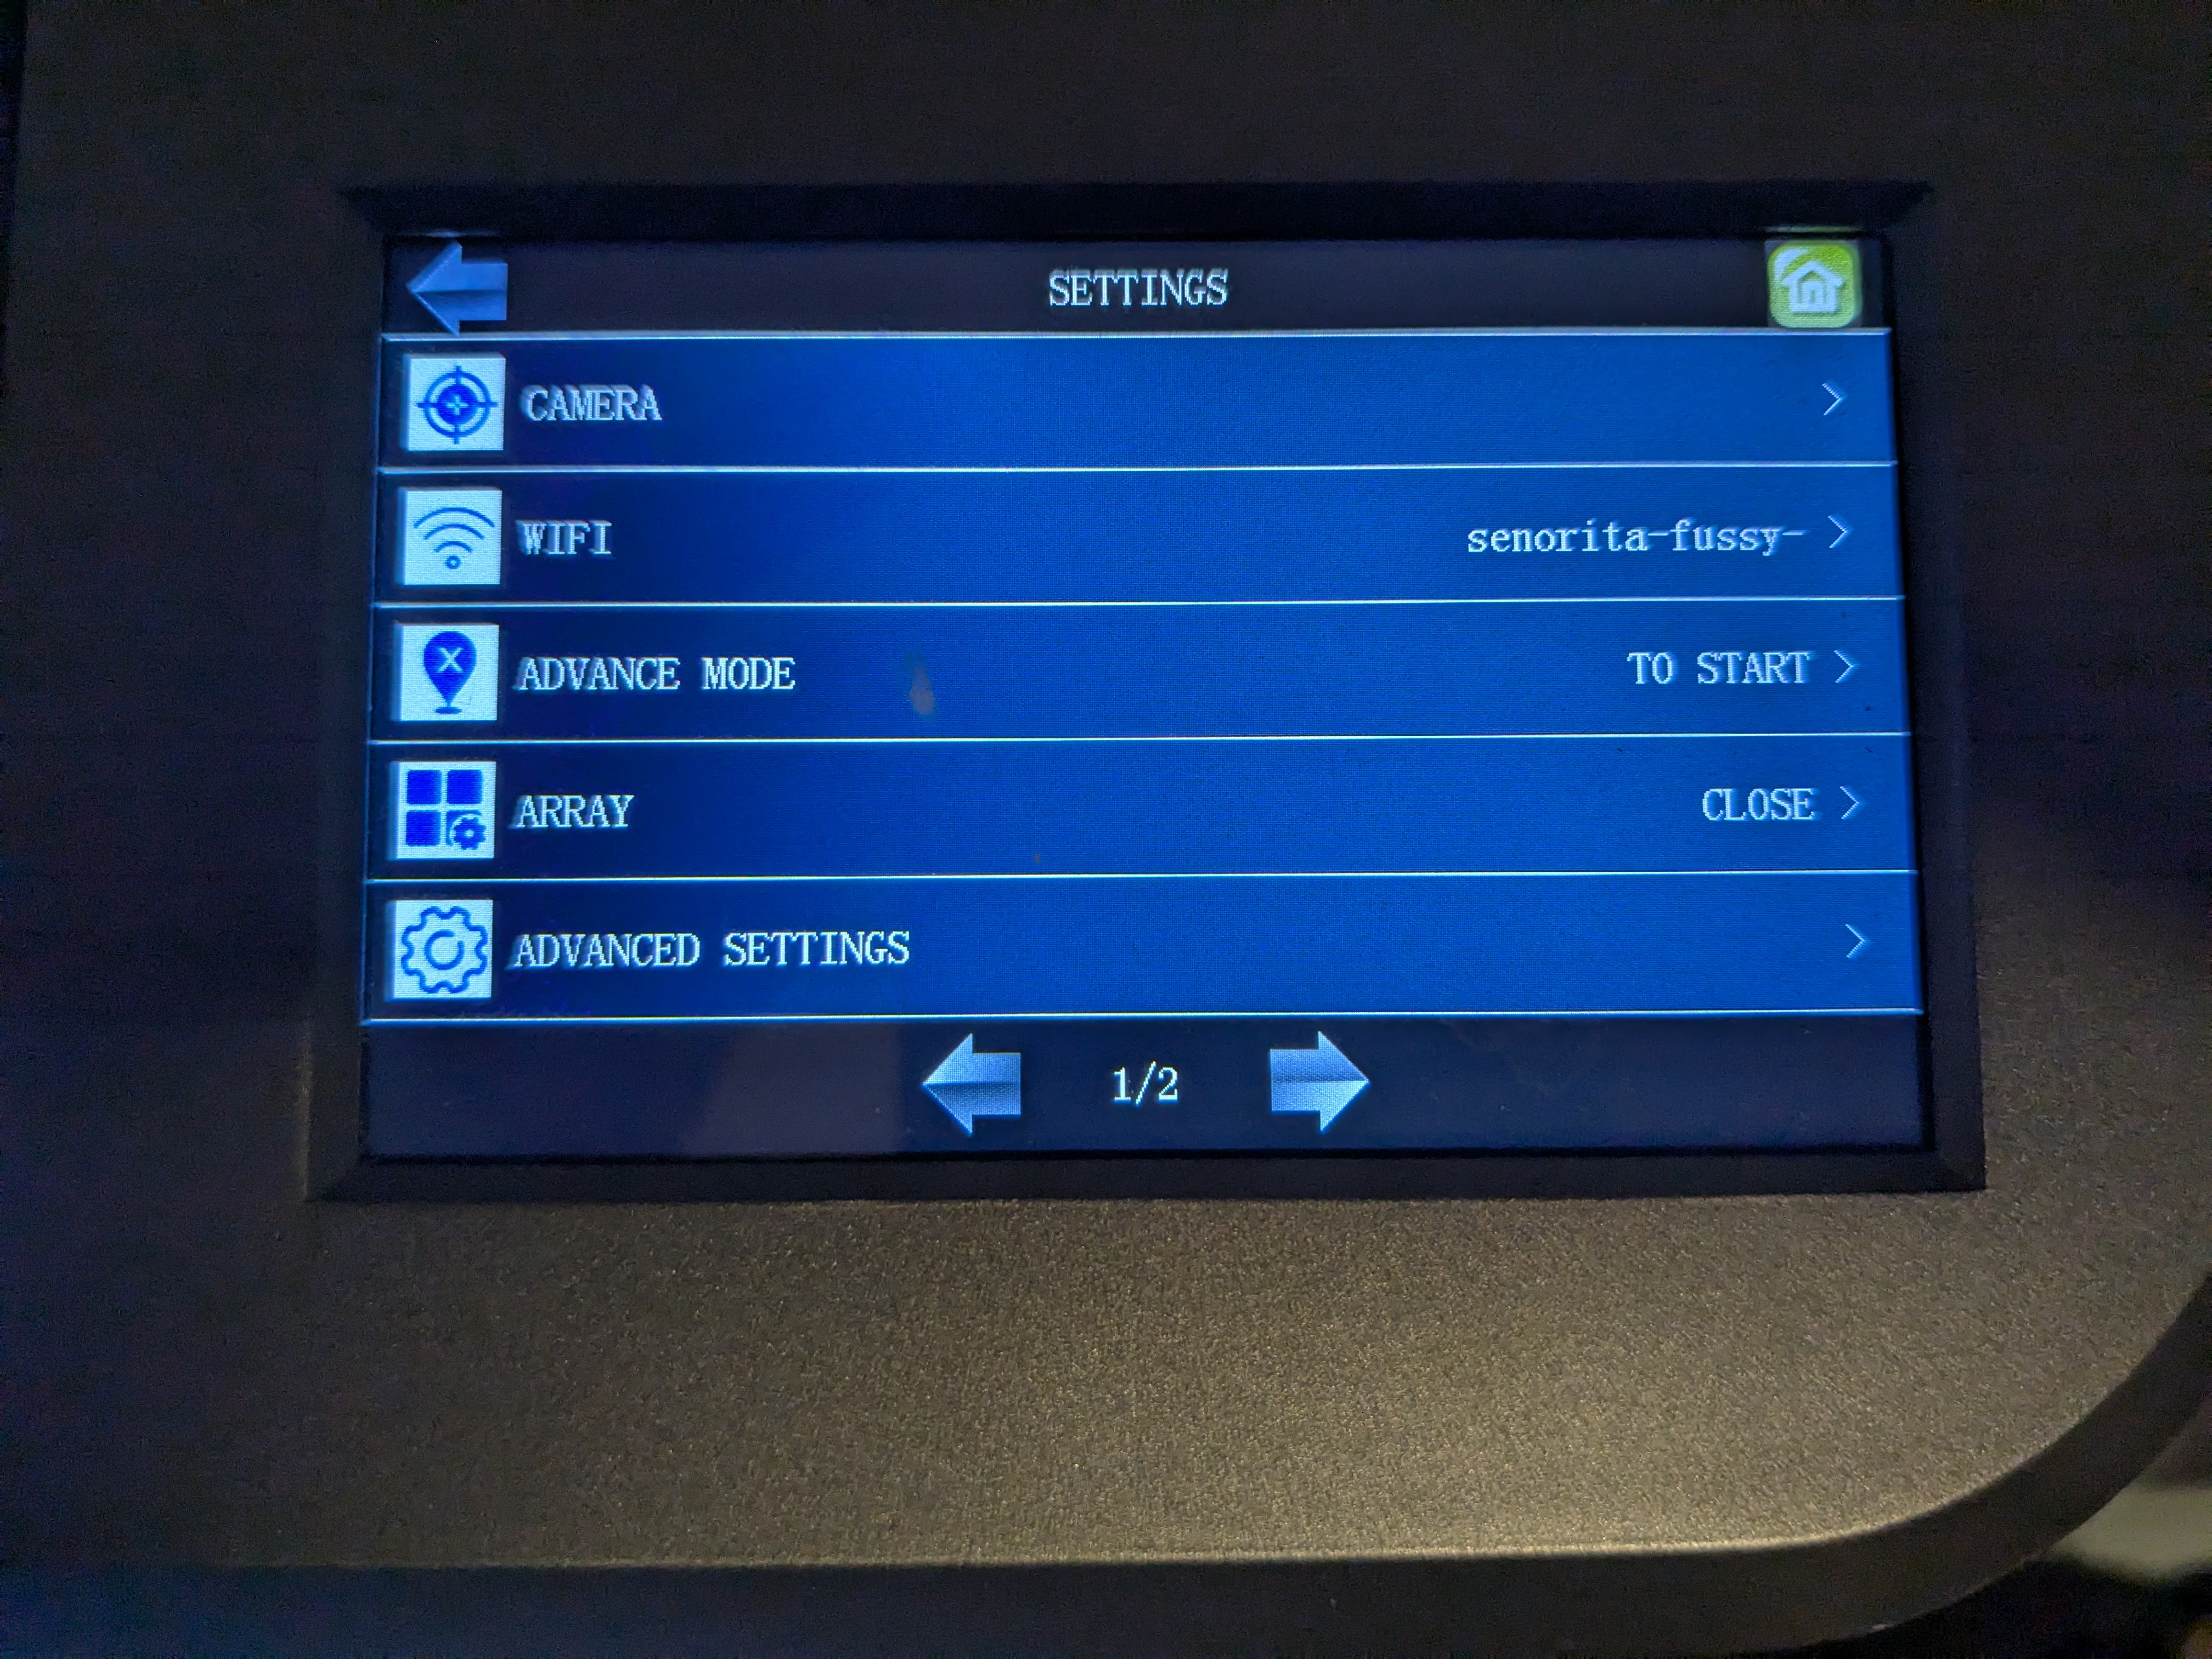 SETTINGS
CAMERA
WIFI senorita-fussy-
ADVANCE MODE TO START
ARRAY CLOSE
ADVANCED SETTINGS
1/2